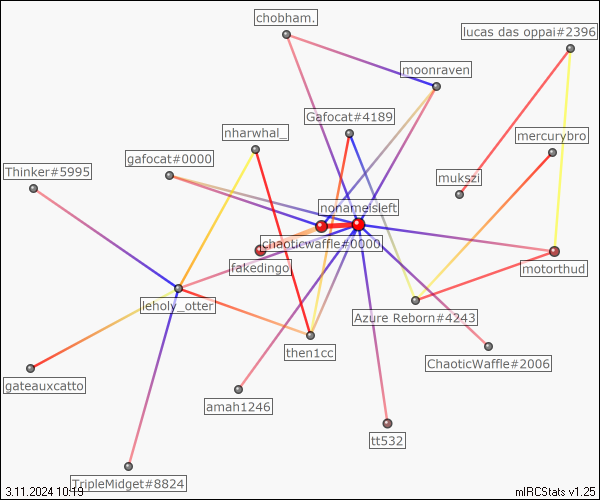 chobham.
lucas das oppai#2396
moonraven
Gafocat#4189
nharwhal_
mercurybro
gafocat#0000
Thinker#5995
mukszi
nonameisleft
chaoticwaffle#0000
fakedingo
motorthud
leholy_otter
Azure Reborn#4243
then1cc
ChaoticWaffle#2006
gateauxcatto
amah1246
tt532
TripleMidget#8824
3.11.2024 10:19
mIRCStats v1.25